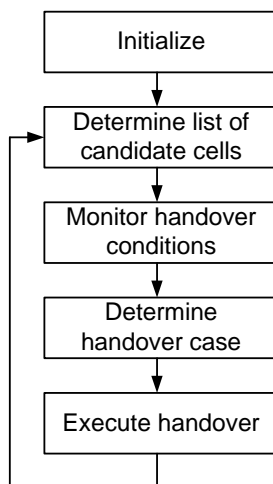 Initialize
Determine list of
candidate cells
Monitor handover
conditions
Determine
handover case
Execute handover